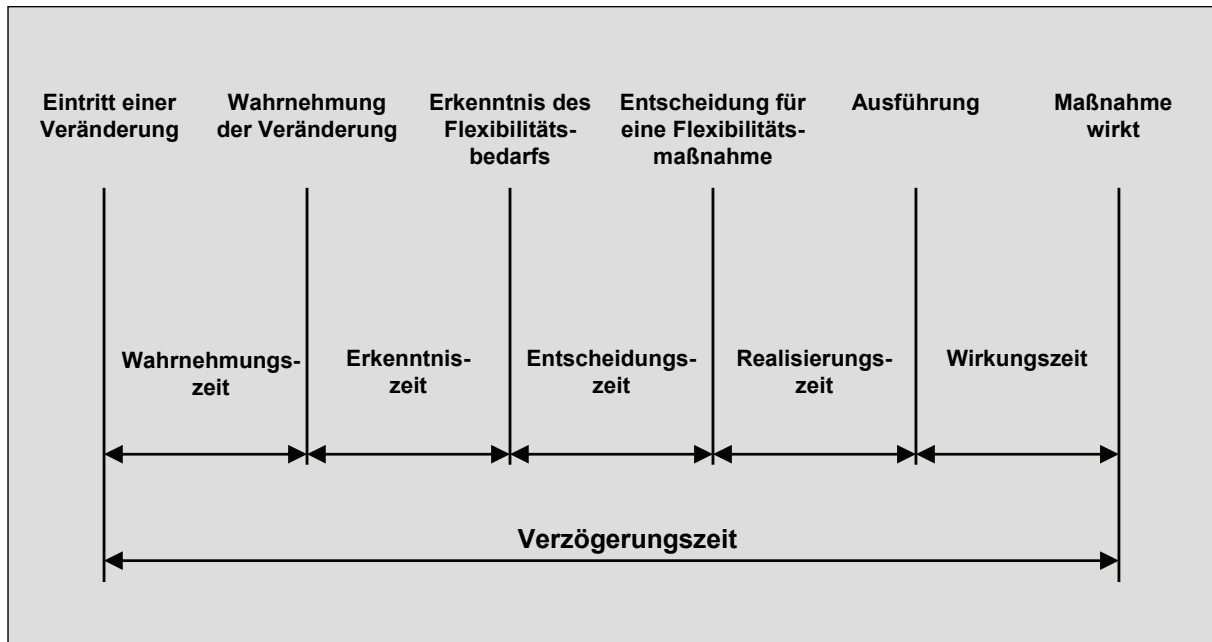 Eintritt einer
Veränderung
Wahrnehmung
der Veränderung
Erkenntnis des
Flexibilitäts-
bedarfs
Entscheidung für
eine Flexibilitäts-
maßnahme
Ausführung
Maßnahme
wirkt
Wahrnehmungs-
zeit
Erkenntnis-
zeit
Entscheidungs-
zeit
Realisierungs-
zeit
Wirkungszeit
Verzögerungszeit